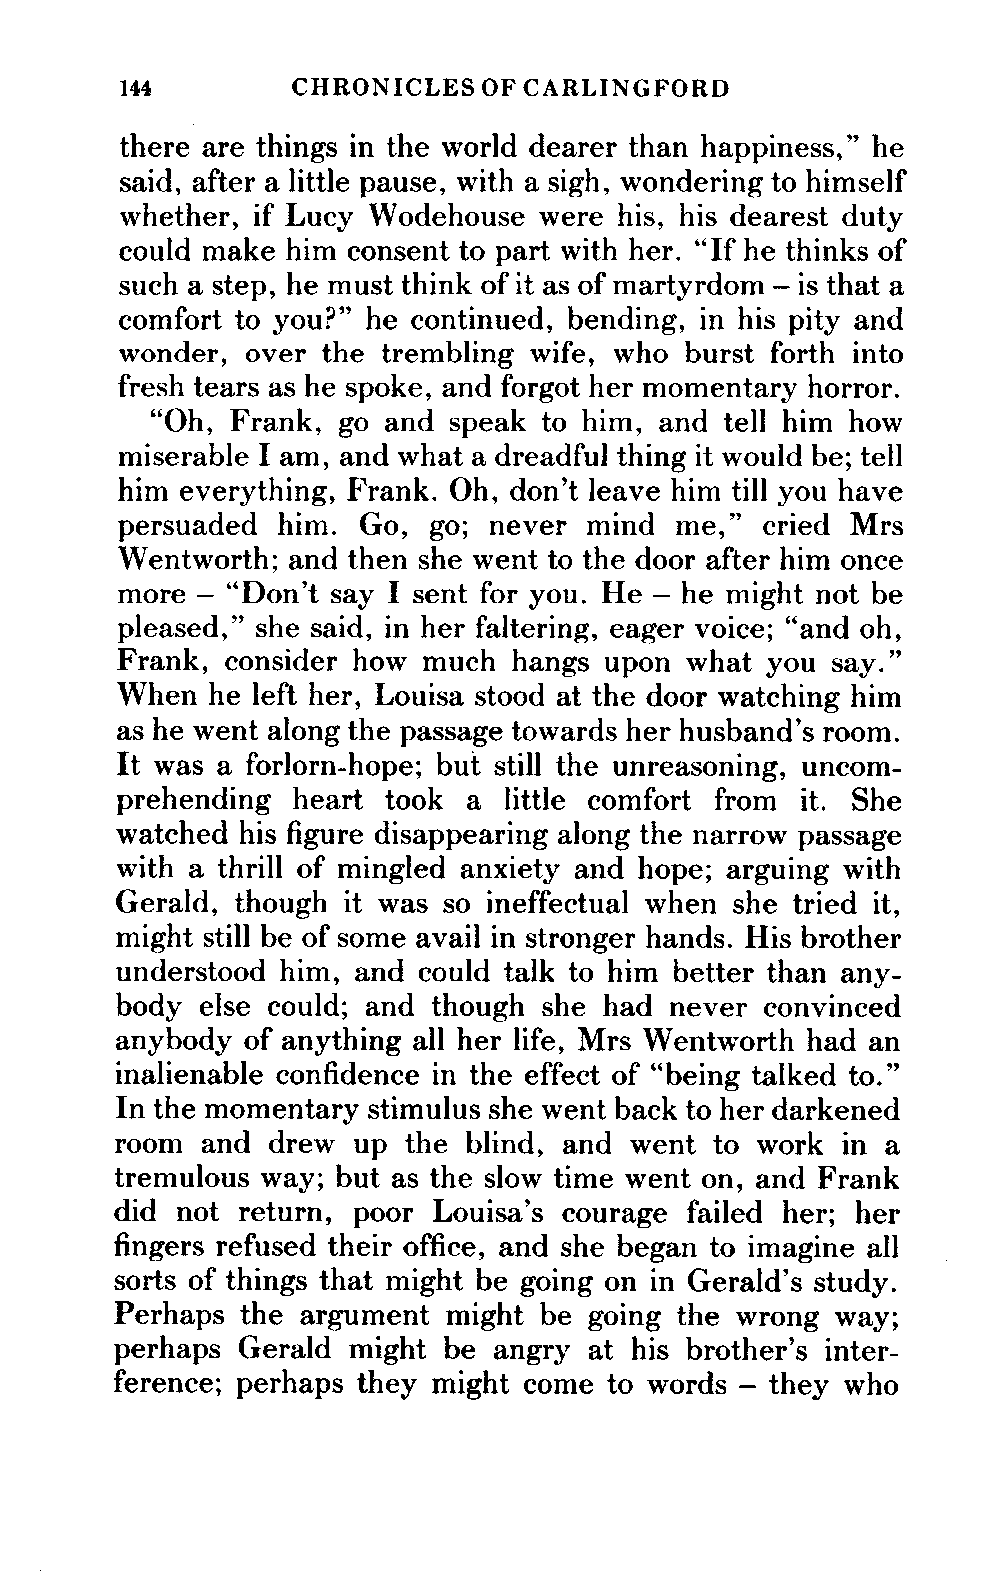 144 CHRONICLES OF CARLINGFORD
there are things in the world dearer than happiness,” he
said, after a little pause, with a sigh, wondering to himself
whether, if Lucy Wodehouse were his, his dearest duty
could make him consent to part with her. “If he thinks of
such a step, he must think of it as of martyrdom – is that a
comfort to you?” he continued, bending, in his pity and
wonder, over the trembling wife, who burst forth into
fresh tears as he spoke, and forgot her momentary horror.
“Oh, Frank, go and speak to him, and tell him how
miserable I am, and what a dreadful thing it would be; tell
him everything, Frank. Oh, don’t leave him till you have
persuaded him. Go, go; never mind me,” cried Mrs
Wentworth; and then she went to the door after him once
more – “Don’t say I sent for you. He – he might not be
pleased,” she said, in her faltering, eager voice; “and oh,
Frank, consider how much hangs upon what you say.”
When he left her, Louisa stood at the door watching him
as he went along the passage towards her husband’s room.
It was a forlorn-hope; but still the unreasoning, uncom-
prehending heart took a little comfort from it. She
watched his figure disappearing along the narrow passage
with a thrill of mingled anxiety and hope; arguing with
Gerald, though it was so ineffectual when she tried it,
might still be of some avail in stronger hands. His brother
understood him, and could talk to him better than any-
body else could; and though she had never convinced
anybody of anything all her life, Mrs Wentworth had an
inalienable confidence in the effect of “being talked to.”
In the momentary stimulus she went back to her darkened
room and drew up the blind, and went to work in a
tremulous way; but as the slow time went on, and Frank
did not return, poor Louisa’s courage failed her; her
fingers refused their office, and she began to imagine all
sorts of things that might be going on in Gerald’s study.
Perhaps the argument might be going the wrong way;
perhaps Gerald might be angry at his brother’s inter-
ference; perhaps they might come to words – they who